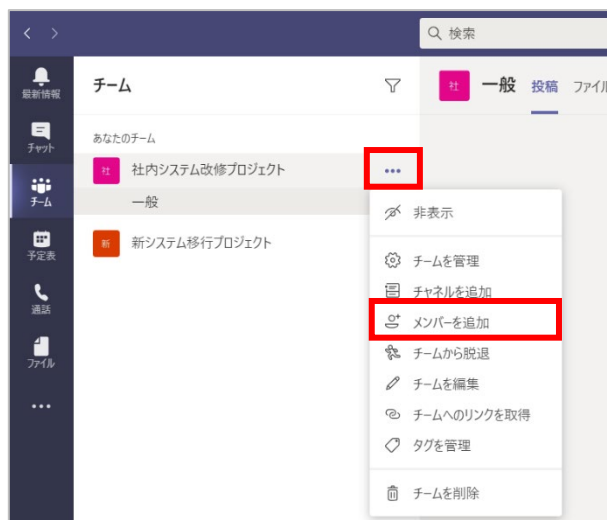 検索
最新情報
チャット
チーム
予定表
通話
ファイル
チーム
あなたのチーム
社 社内システム改修プロジェクト
一般
新 新システム移行プロジェクト
社 一般 投稿 ファイル
非表示
チームを管理
チャネルを追加
メンバーを追加
チームから脱退
チームを編集
チームへのリンクを取得
タグを管理
チームを削除